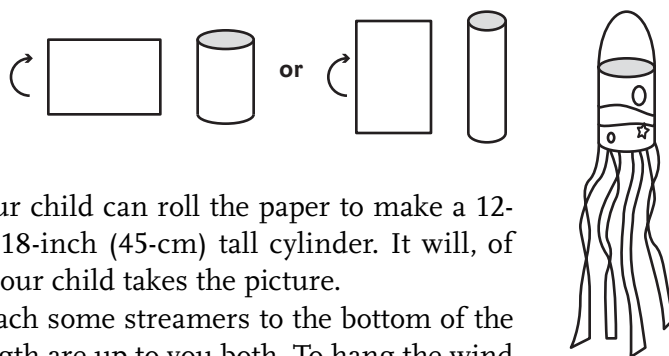 or
ur child can roll the paper to make a 12-
18-inch (45-cm) tall cylinder. It will, of
our child takes the picture.
ach some streamers to the bottom of the
gth are up to you both. To hang the wind